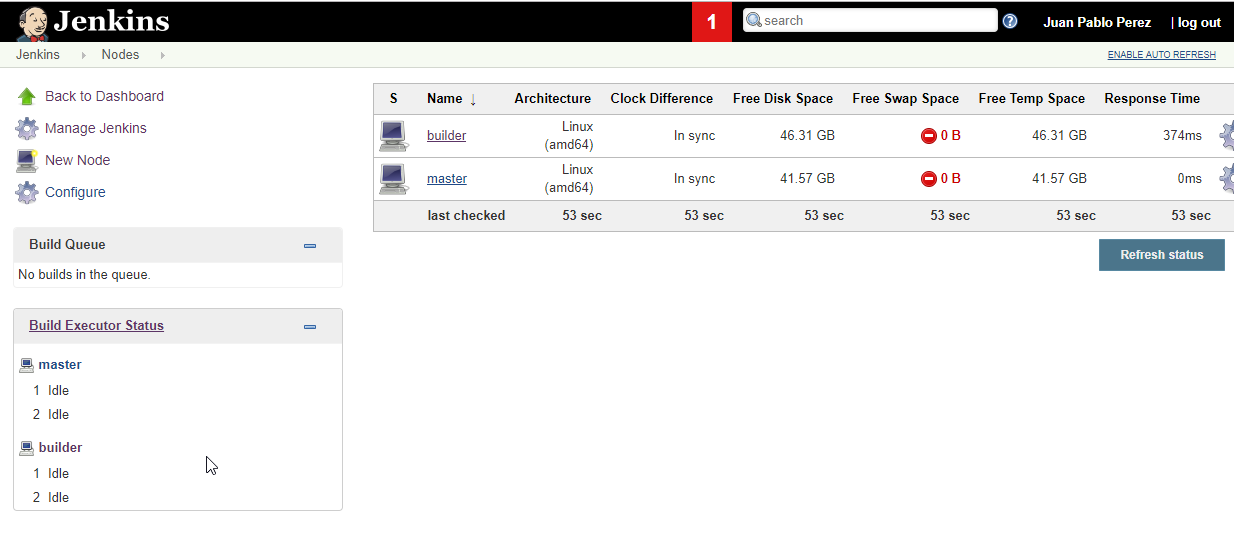 Jenkins
1
search
Juan Pablo Perez
| log out
Jenkins
Nodes
ENABLE AUTO REFRESH
Back to Dashboard
Manage Jenkins
New Node
Configure
Build Queue
No builds in the queue.
Build Executor Status
master
1 Idle
2 Idle
builder
1 Idle
2 Idle
S Name ↓ Architecture Clock Difference Free Disk Space Free Swap Space Free Temp Space Response Time
builder Linux (amd64) In sync 46.31 GB 0 B 46.31 GB 374ms
master Linux (amd64) In sync 41.57 GB 0 B 41.57 GB 0ms
last checked 53 sec 53 sec 53 sec 53 sec 53 sec 53 sec
Refresh status